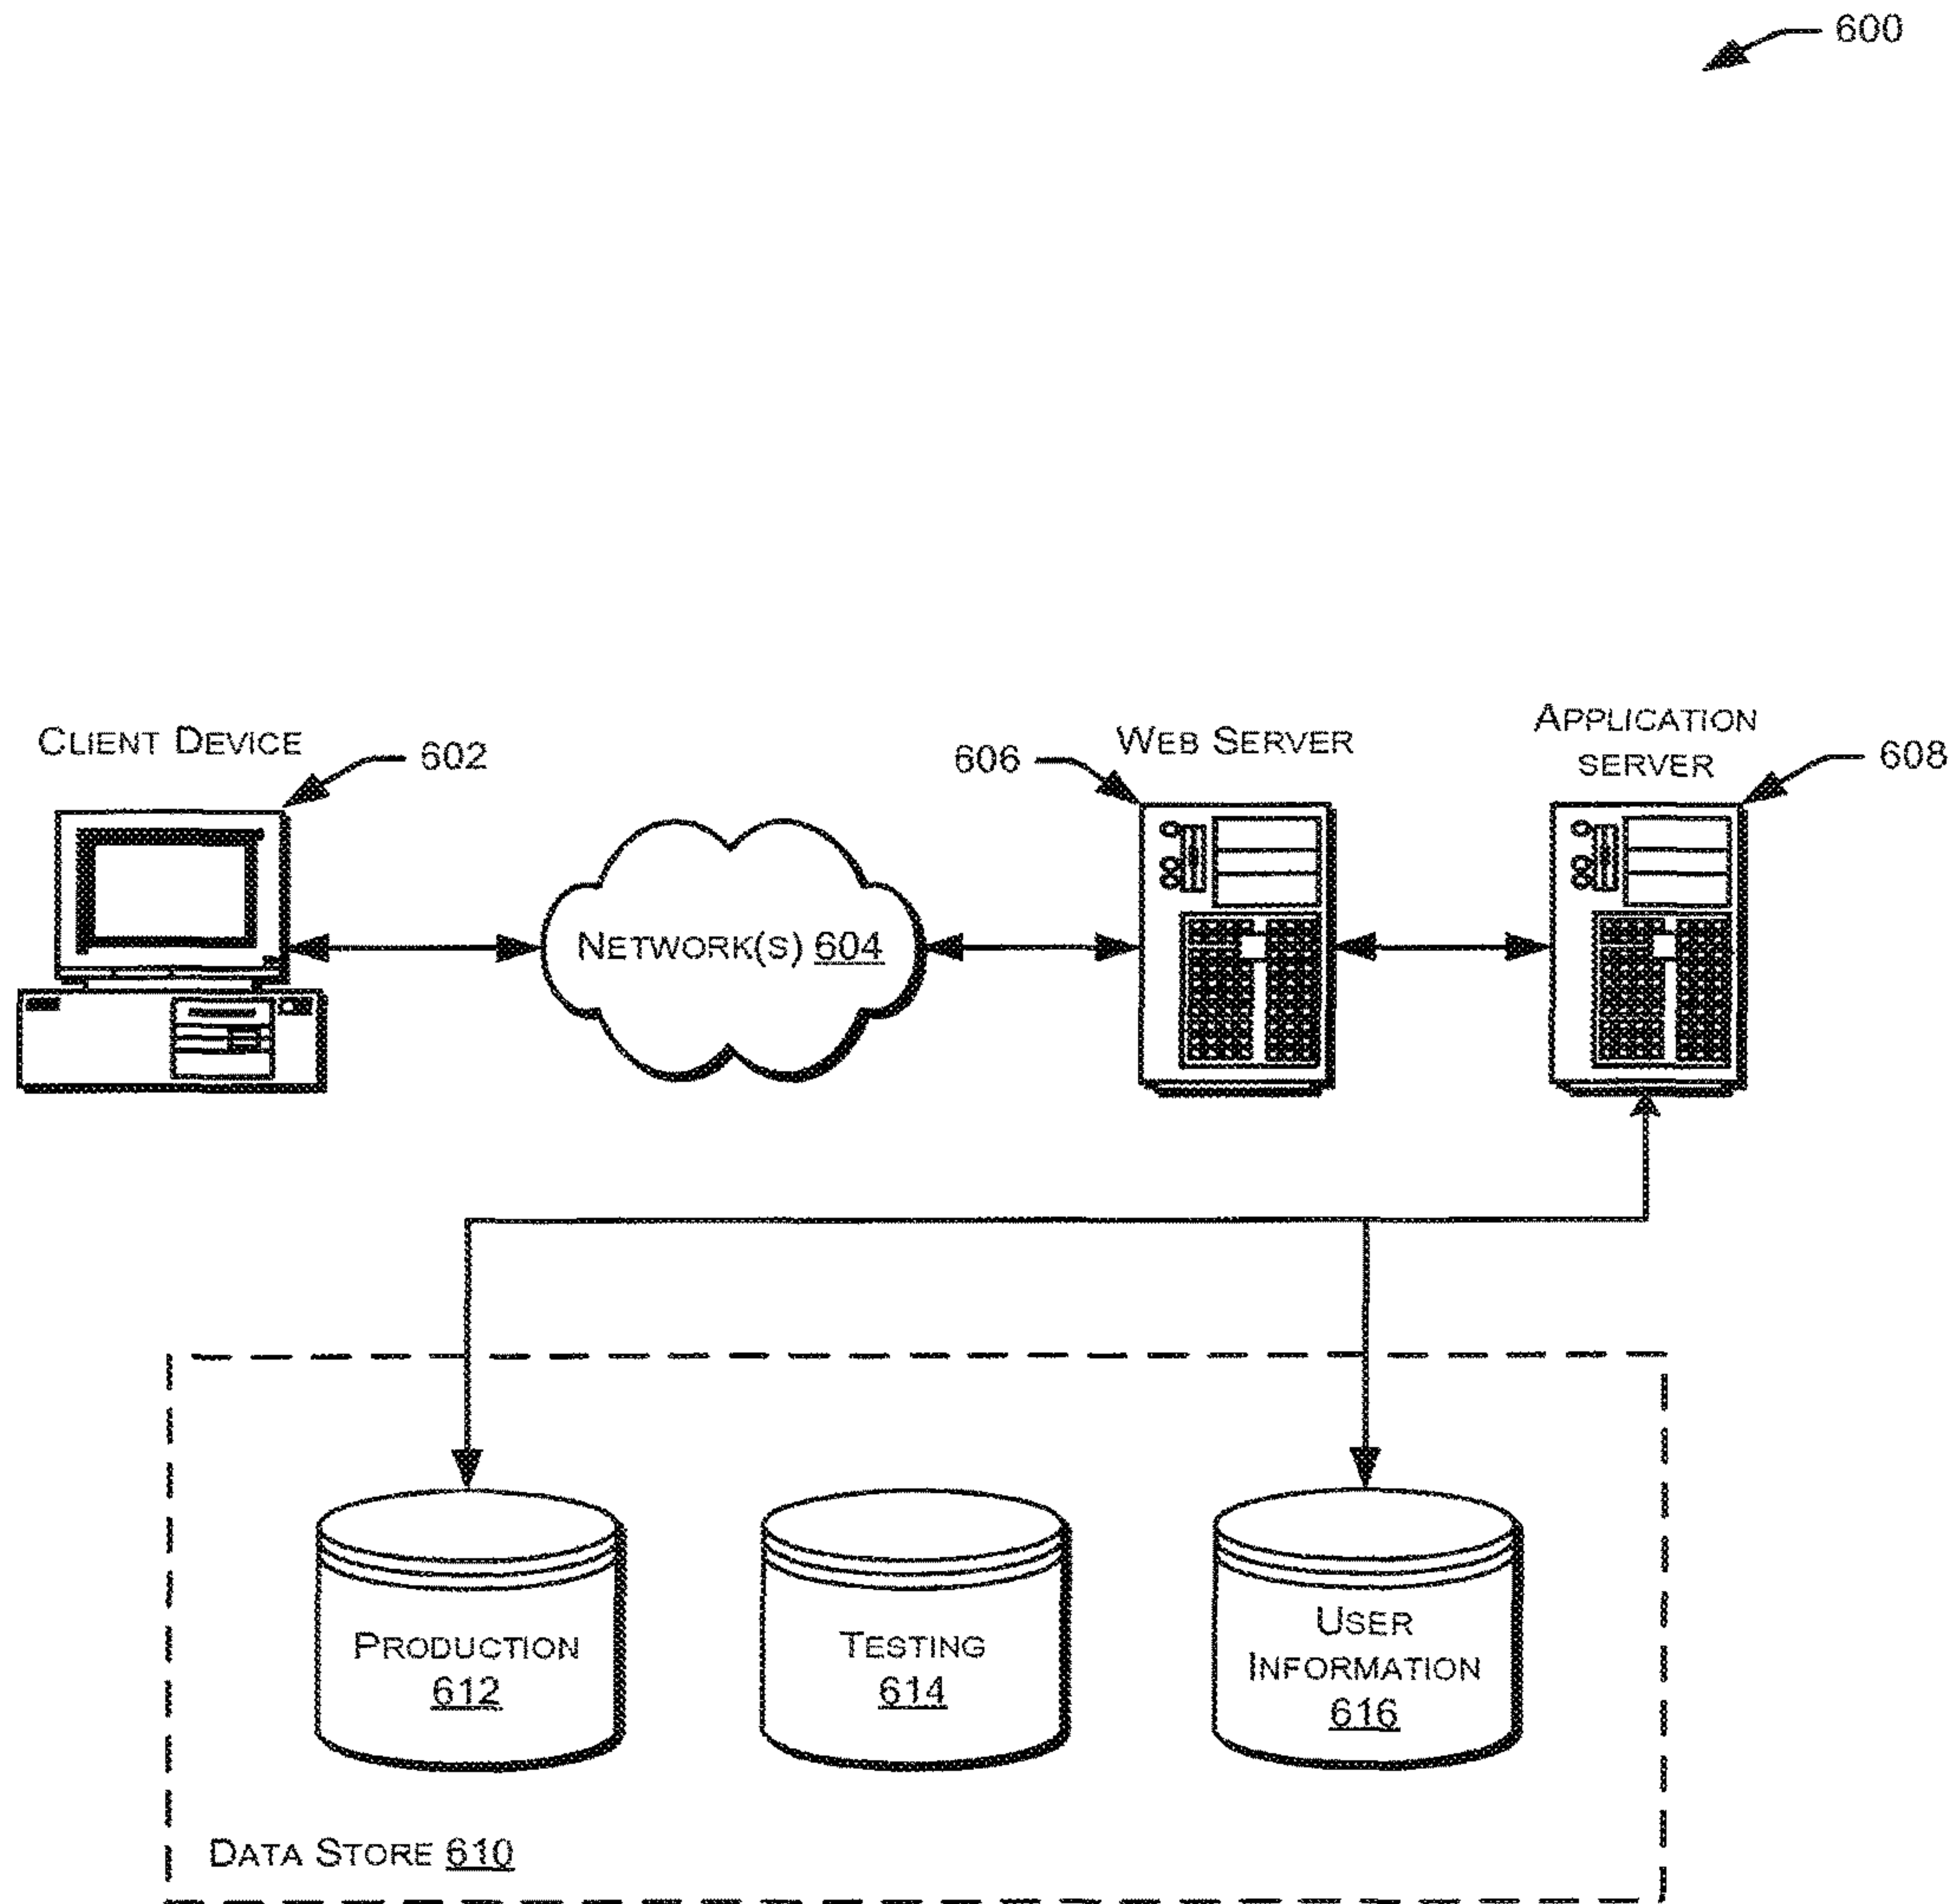 600
CLIENT DEVICE
602
606
WEB SERVER
APPLICATION
SERVER
608
NETWORK(S) 604
PRODUCTION
612
TESTING
614
USER
INFORMATION
616
DATA STORE 610